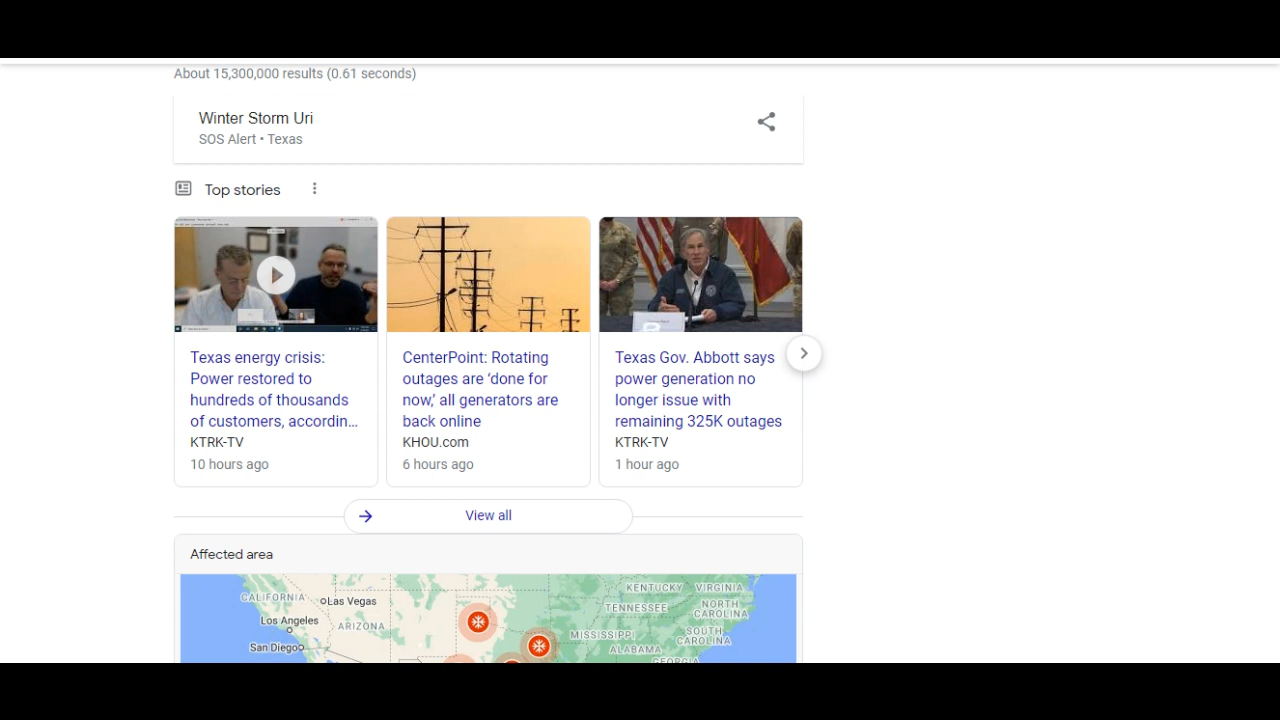 About 15,300,000 results (0.61 seconds)
Winter Storm Uri
SOS Alert • Texas
Top stories
Texas energy crisis:
Power restored to
hundreds of thousands
of customers, accordin...
KTRK-TV
10 hours ago
CenterPoint: Rotating
outages are ‘done for
now,’ all generators are
back online
KHOU.com
6 hours ago
Texas Gov. Abbott says
power generation no
longer issue with
remaining 325K outages
KTRK-TV
1 hour ago
View all
Affected area
CALIFORNIA
Las Vegas
Los Angeles
ARIZONA
San Diego
KENTUCKY
VIRGINIA
TENNESSEE
NORTH
CAROLINA
MISSISSIPPI
SOUTH
CAROLINA
ALABAMA
GEORGIA